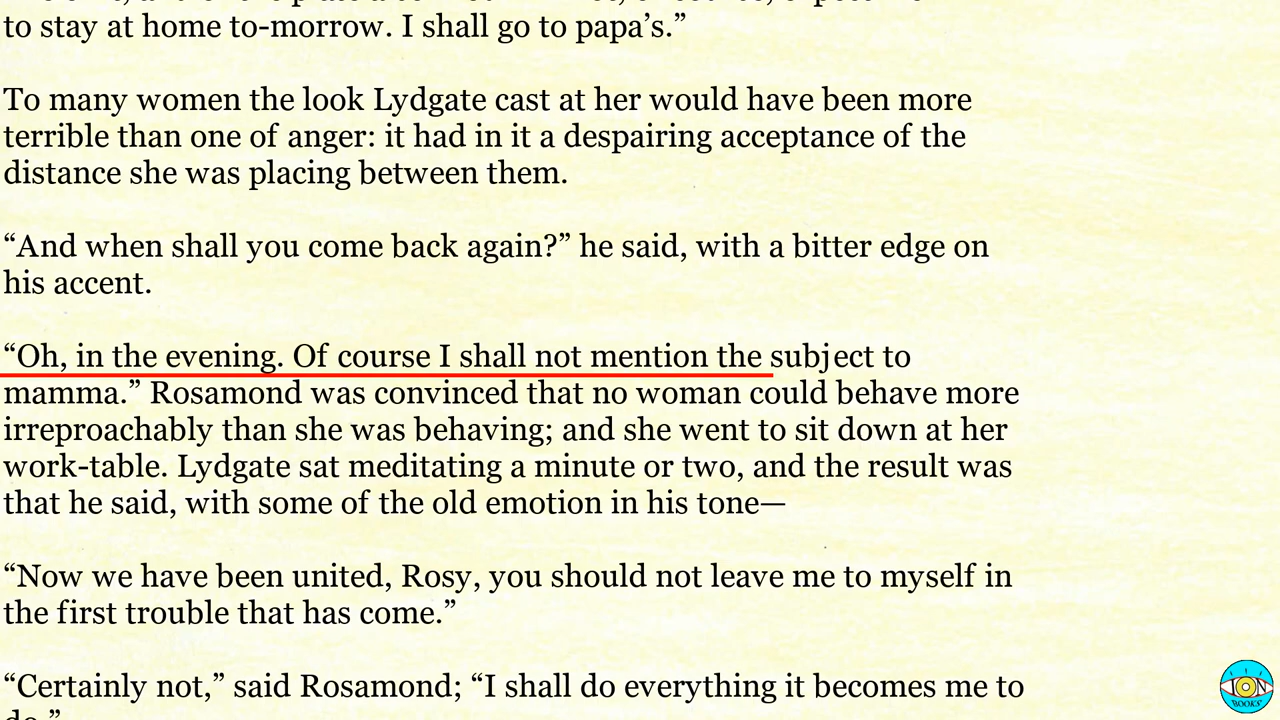 to stay at home to-morrow. I shall go to papa’s.”
To many women the look Lydgate cast at her would have been more
terrible than one of anger: it had in it a despairing acceptance of the
distance she was placing between them.
“And when shall you come back again?” he said, with a bitter edge on
his accent.
“Oh, in the evening. Of course I shall not mention the subject to
mamma.” Rosamond was convinced that no woman could behave more
irreproachably than she was behaving; and she went to sit down at her
work-table. Lydgate sat meditating a minute or two, and the result was
that he said, with some of the old emotion in his tone—
“Now we have been united, Rosy, you should not leave me to myself in
the first trouble that has come.”
“Certainly not,” said Rosamond; “I shall do everything it becomes me to
do.”
ION
BOOKS